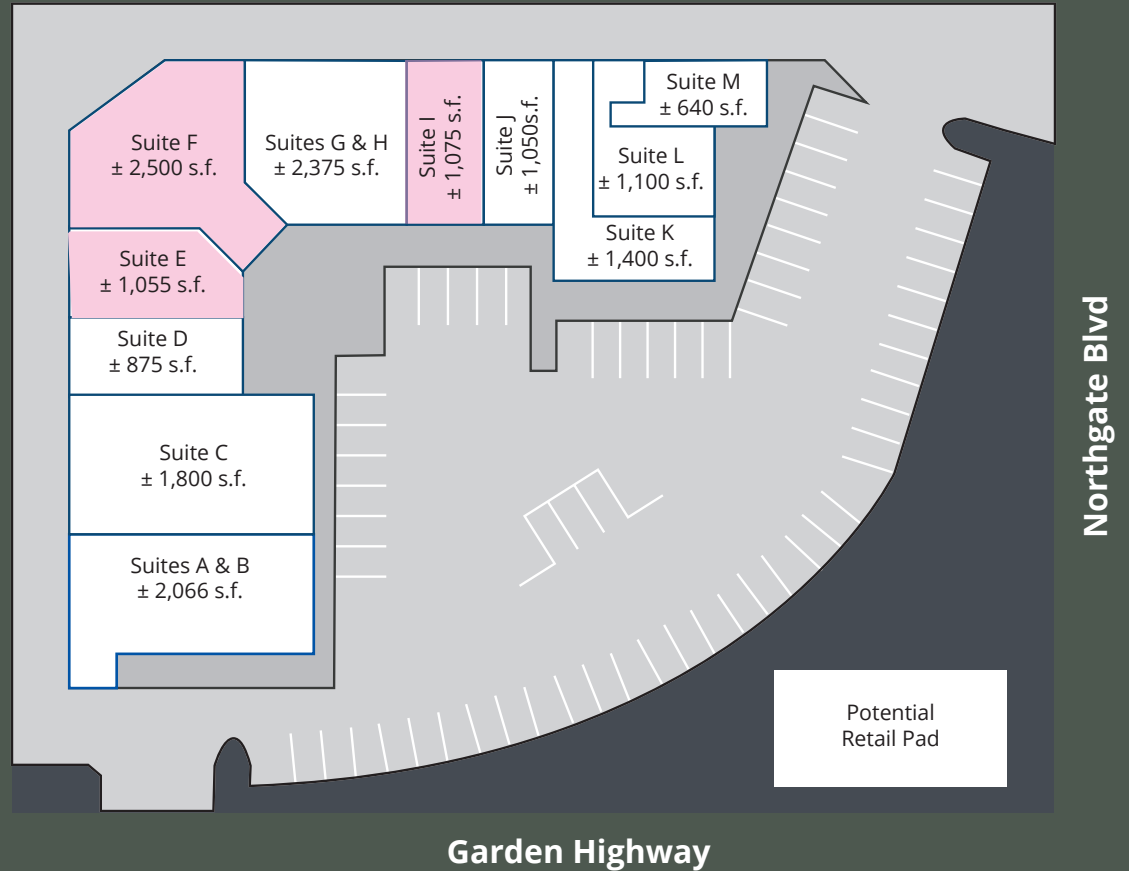 Suite M
± 640 s.f.
Suite F
± 2,500 s.f.
Suites G & H
± 2,375 s.f.
Suite I
± 1,075 s.f.
Suite J
± 1,050s.f.
Suite L
± 1,100 s.f.
Suite K
± 1,400 s.f.
Suite E
± 1,055 s.f.
Suite D
± 875 s.f.
Suite C
± 1,800 s.f.
Suites A & B
± 2,066 s.f.
Northgate Blvd
Potential
Retail Pad
Garden Highway